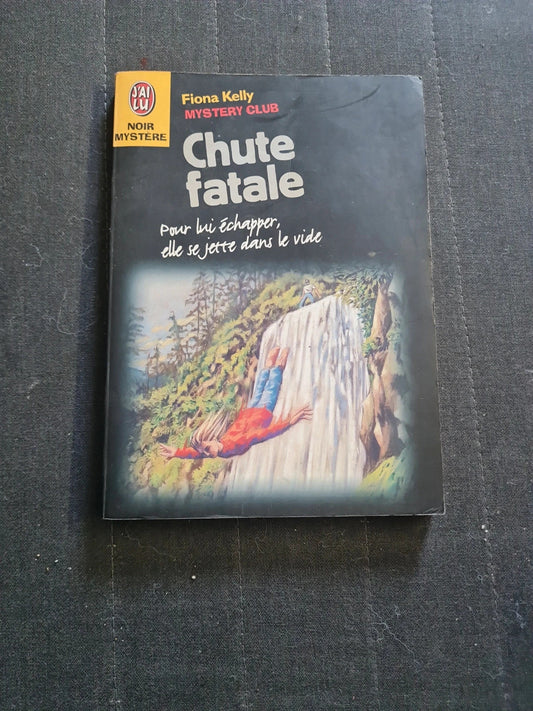 J'AI
LU
NOIR
MYSTÈRE
Fiona Kelly
MYSTERY CLUB
Chute
fatale
Pour lui échapper,
elle se jette dans le vide